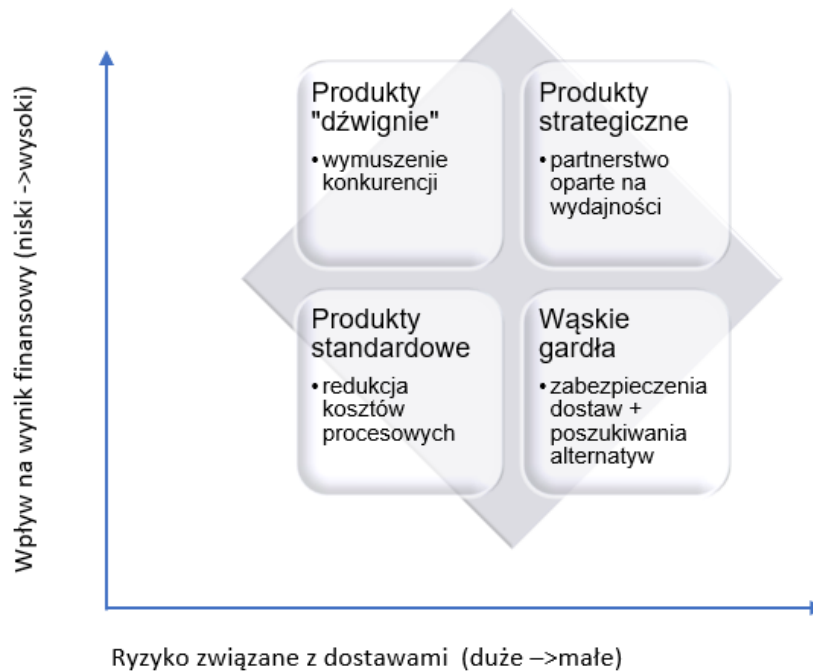 Wpływ na wynik finansowy (niski ->wysoki)
Produkty
"dźwignie"
•wymuszenie
konkurencji
Produkty
strategiczne
•partnerstwo
oparte na
wydajności
Produkty
standardowe
•redukcja
kosztów
procesowych
Wąskie
gardła
•zabezpieczenia
dostaw +
poszukiwania
alternatyw
Ryzyko związane z dostawami (duże –>małe)